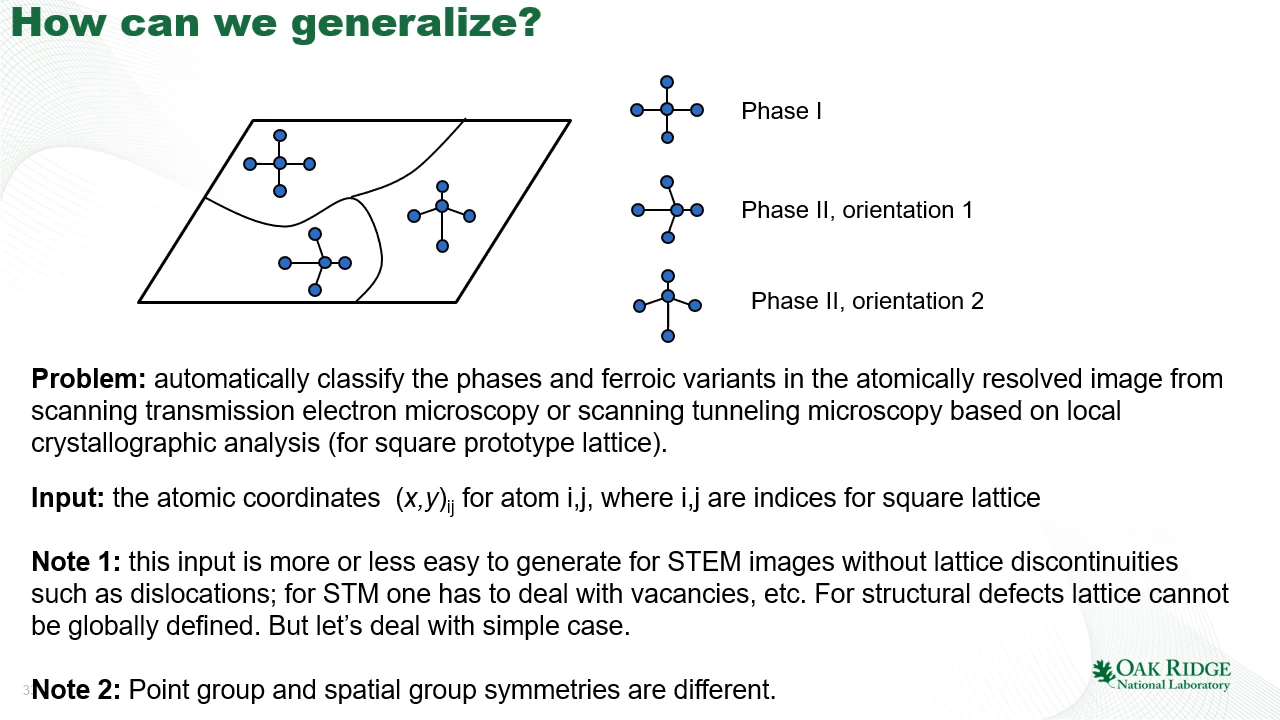 How can we generalize?
Phase I
Phase II, orientation 1
Phase II, orientation 2
Problem: automatically classify the phases and ferroic variants in the atomically resolved image from
scanning transmission electron microscopy or scanning tunneling microscopy based on local
crystallographic analysis (for square prototype lattice).
Input: the atomic coordinates (x,y)ij for atom i,j, where i,j are indices for square lattice
Note 1: this input is more or less easy to generate for STEM images without lattice discontinuities
such as dislocations; for STM one has to deal with vacancies, etc. For structural defects lattice cannot
be globally defined. But let’s deal with simple case.
Note 2: Point group and spatial group symmetries are different.
OAK RIDGE
National Laboratory